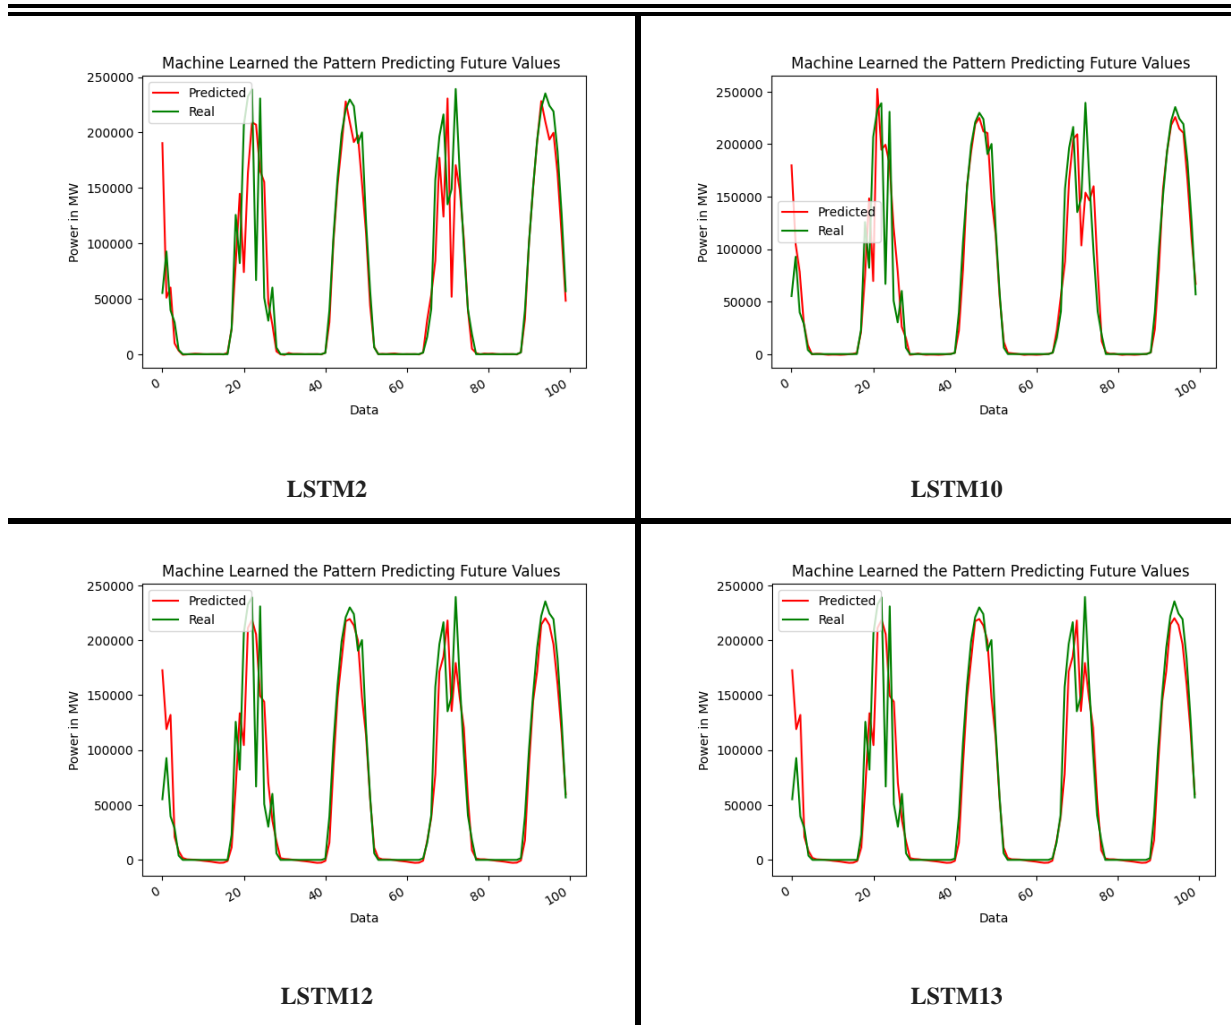 Machine Learned the Pattern Predicting Future Values
250000
200000
150000
100000
50000
0
Power in MW
Predicted
Real
0
20
40
60
80
100
Data
LSTM2
Machine Learned the Pattern Predicting Future Values
250000
200000
150000
100000
50000
0
Power in MW
Predicted
Real
0
20
40
60
80
100
Data
LSTM10
Machine Learned the Pattern Predicting Future Values
250000
200000
150000
100000
50000
0
Power in MW
Predicted
Real
0
20
40
60
80
100
Data
LSTM12
Machine Learned the Pattern Predicting Future Values
250000
200000
150000
100000
50000
0
Power in MW
Predicted
Real
0
20
40
60
80
100
Data
LSTM13